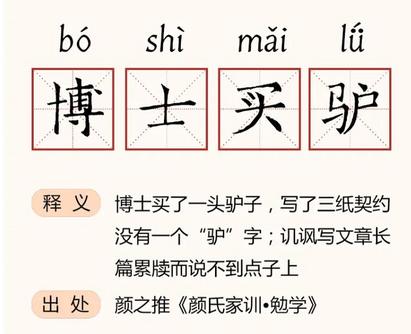 bó shì mǎi lǘ
博士买驴
释义 博士买了一头驴子，写了三纸契约
没有一个“驴”字；讥讽写文章长
篇累牍而说不到点子上
出处 颜之推《颜氏家训•勉学》